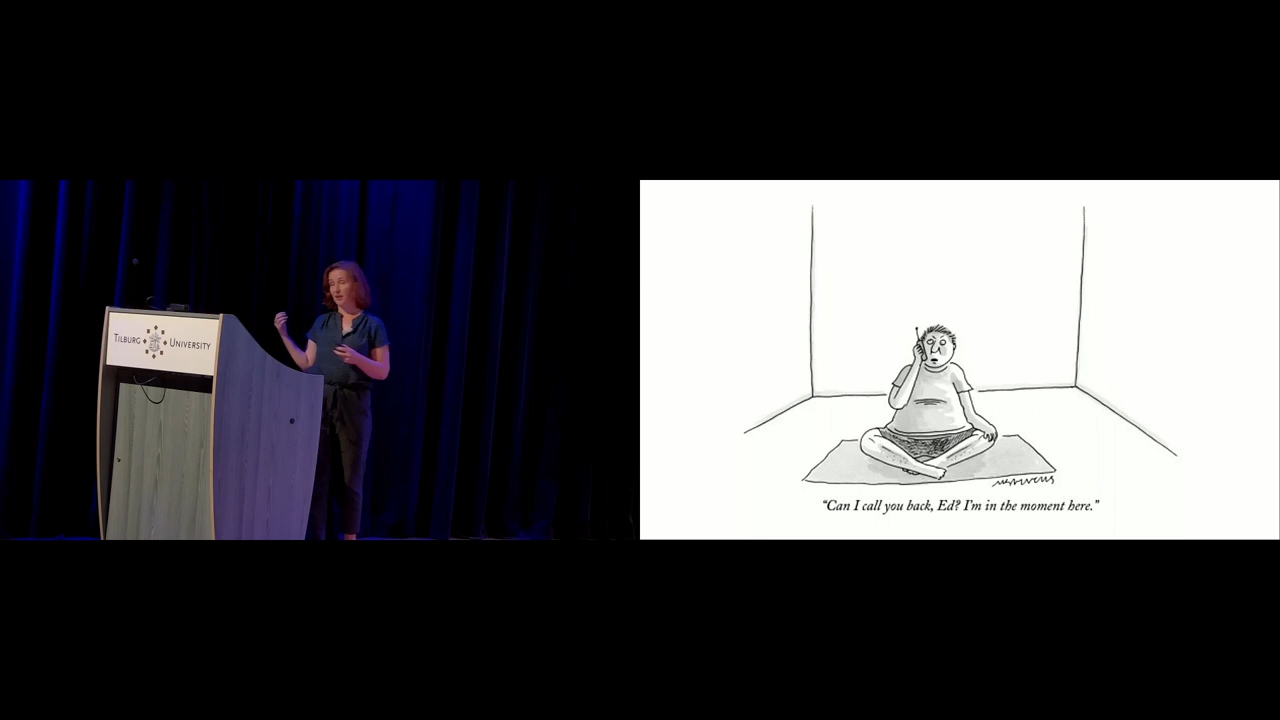 TILBURG UNIVERSITY
“Can I call you back, Ed? I'm in the moment here.”